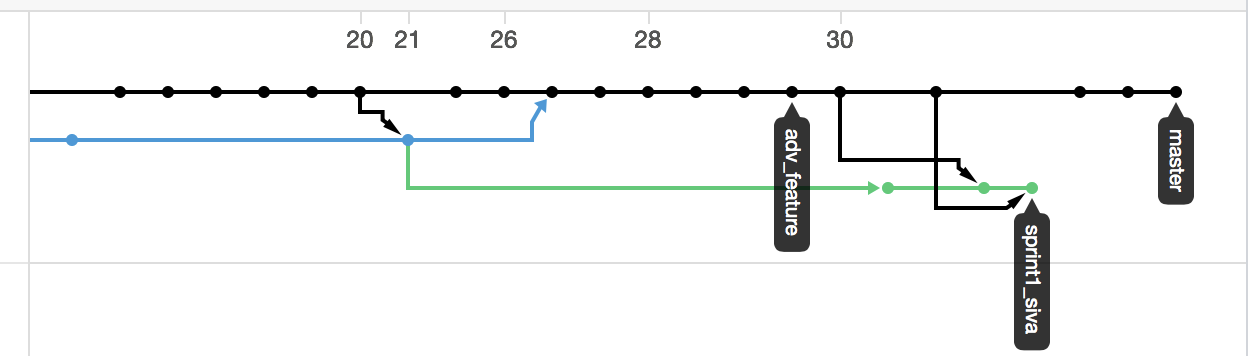 20 21 26 28 30
adv_feature
master
sprint1_siva